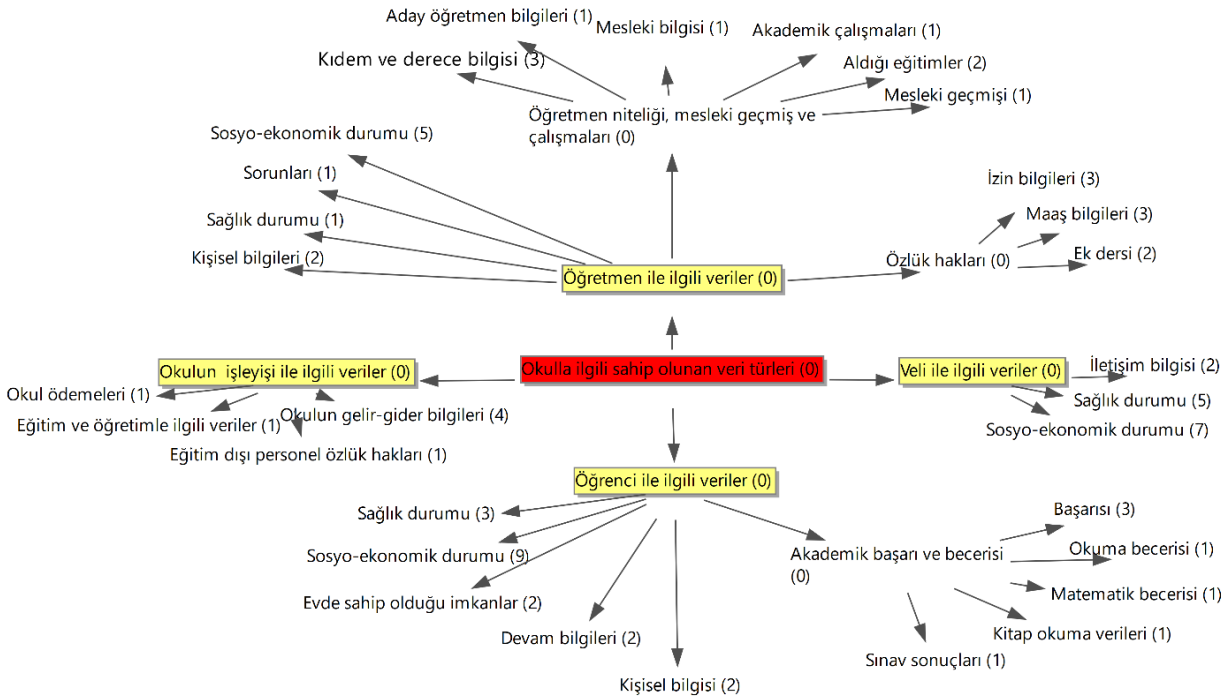 Aday öğretmen bilgileri (1)
Mesleki bilgisi (1)
Akademik çalışmaları (1)
Kıdem ve derece bilgisi (3)
Aldığı eğitimler (2)
Mesleki geçmişi (1)
Öğretmen niteliği, mesleki geçmiş ve
çalışmaları (0)
Sosyo-ekonomik durumu (5)
Sorunları (1)
Sağlık durumu (1)
Kişisel bilgileri (2)
İzin bilgileri (3)
Maaş bilgileri (3)
Özlük hakları (0)
Ek dersi (2)
Öğretmen ile ilgili veriler (0)
Okulun işleyişi ile ilgili veriler (0)
Okulla ilgili sahip olunan veri türleri (0)
Veli ile ilgili veriler (0)
İletişim bilgisi (2)
Sağlık durumu (5)
Sosyo-ekonomik durumu (7)
Okul ödemeleri (1)
Okulun gelir-gider bilgileri (4)
Eğitim ve öğretimle ilgili veriler (1)
Eğitim dışı personel özlük hakları (1)
Öğrenci ile ilgili veriler (0)
Sağlık durumu (3)
Sosyo-ekonomik durumu (9)
Evde sahip olduğu imkanlar (2)
Devam bilgileri (2)
Kişisel bilgisi (2)
Akademik başarı ve becerisi
(0)
Başarısı (3)
Okuma becerisi (1)
Matematik becerisi (1)
Kitap okuma verileri (1)
Sınav sonuçları (1)